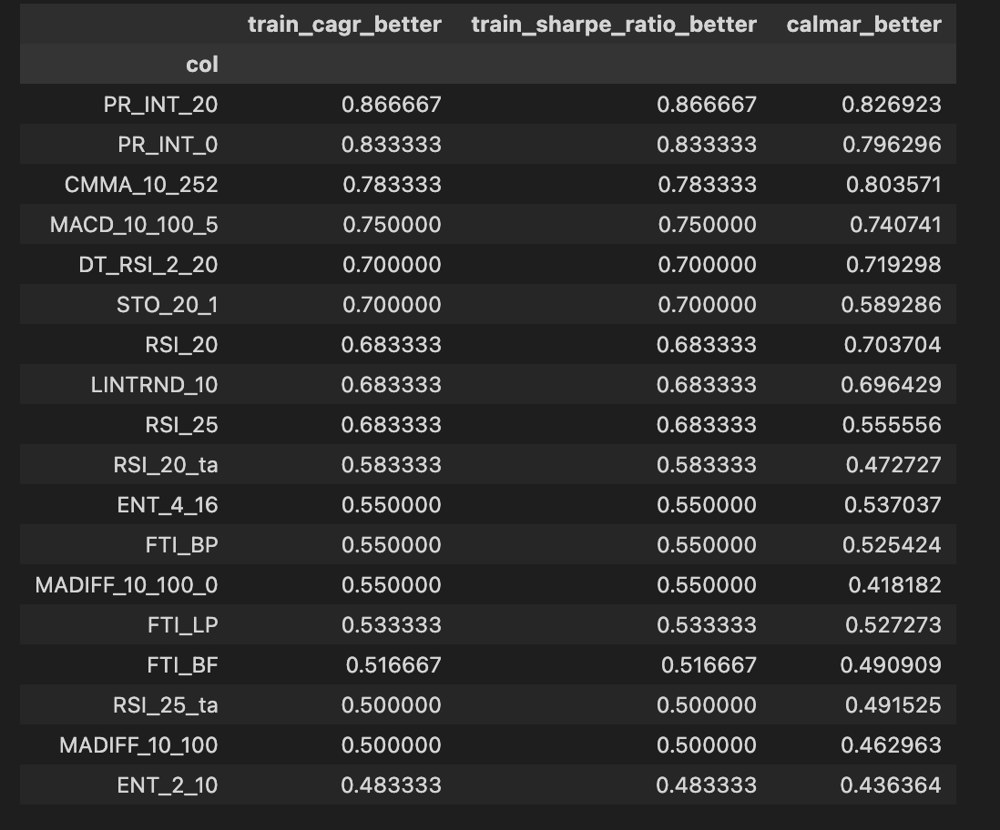 train_cagr_better train_sharpe_ratio_better calmar_better
col
PR_INT_20 0.866667 0.866667 0.826923
PR_INT_0 0.833333 0.833333 0.796296
CMMA_10_252 0.783333 0.783333 0.803571
MACD_10_100_5 0.750000 0.750000 0.740741
DT_RSI_2_20 0.700000 0.700000 0.719298
STO_20_1 0.700000 0.700000 0.589286
RSI_20 0.683333 0.683333 0.703704
LINTRND_10 0.683333 0.683333 0.696429
RSI_25 0.683333 0.683333 0.555556
RSI_20_ta 0.583333 0.583333 0.472727
ENT_4_16 0.550000 0.550000 0.537037
FTI_BP 0.550000 0.550000 0.525424
MADIFF_10_100_0 0.550000 0.550000 0.418182
FTI_LP 0.533333 0.533333 0.527273
FTI_BF 0.516667 0.516667 0.490909
RSI_25_ta 0.500000 0.500000 0.491525
MADIFF_10_100 0.500000 0.500000 0.462963
ENT_2_10 0.483333 0.483333 0.436364